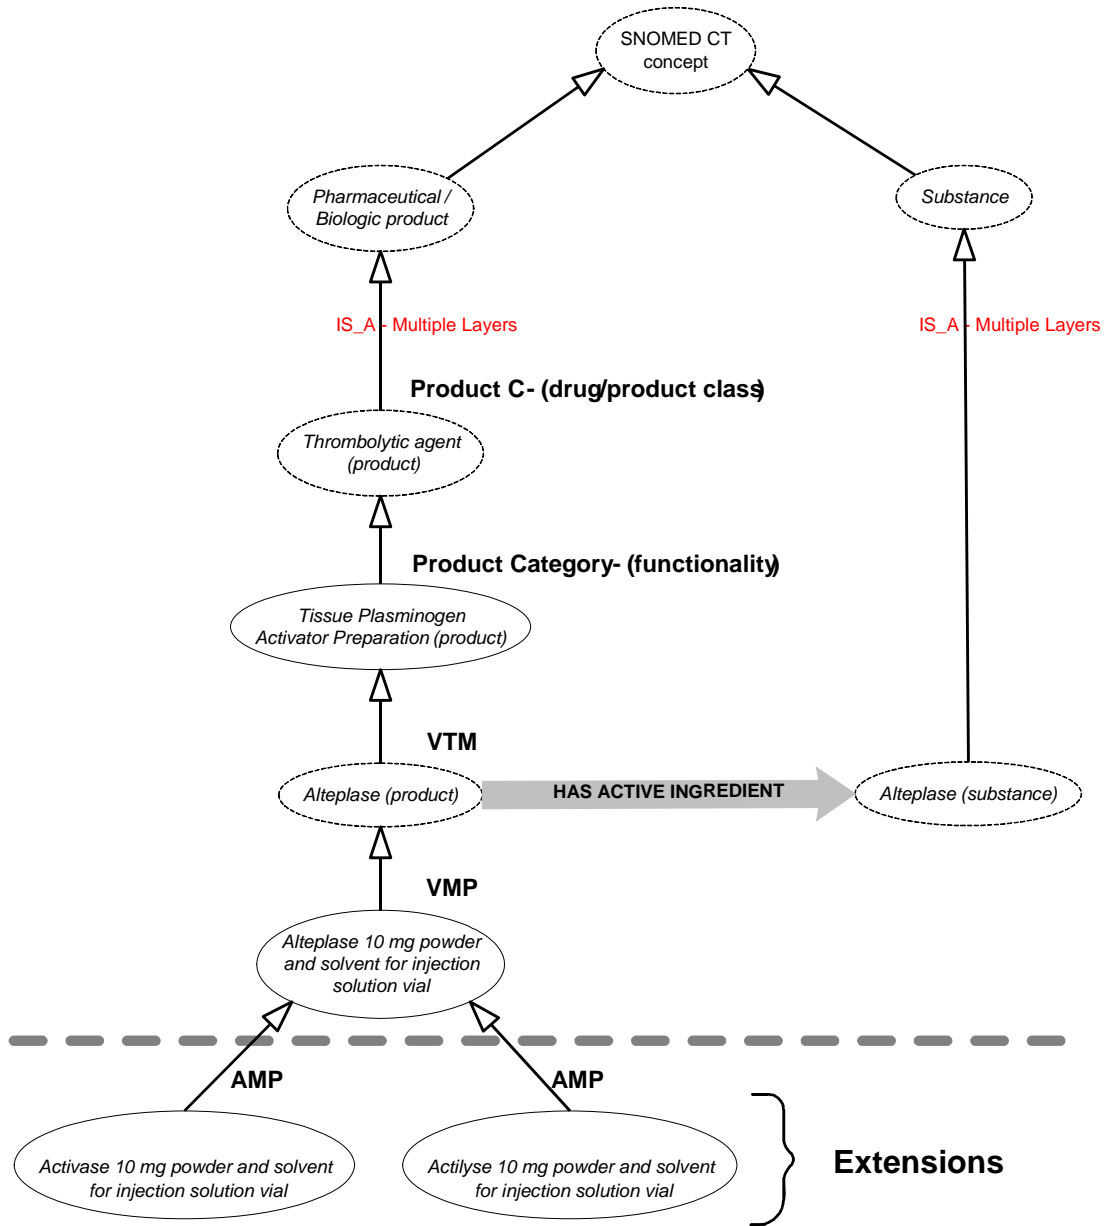 SNOMED CT
concept
Pharmaceutical /
Biologic product
Substance
IS_A - Multiple Layers
IS_A - Multiple Layers
Product C- (drug/product class)
Thrombolytic agent
(product)
Product Category- (functionality)
Tissue Plasminogen
Activator Preparation (product)
VTM
Alteplase (product)
HAS ACTIVE INGREDIENT
Alteplase (substance)
VMP
Alteplase 10 mg powder
and solvent for injection
solution vial
AMP
AMP
Activase 10 mg powder and solvent
for injection solution vial
Actilyse 10 mg powder and solvent
for injection solution vial
Extensions